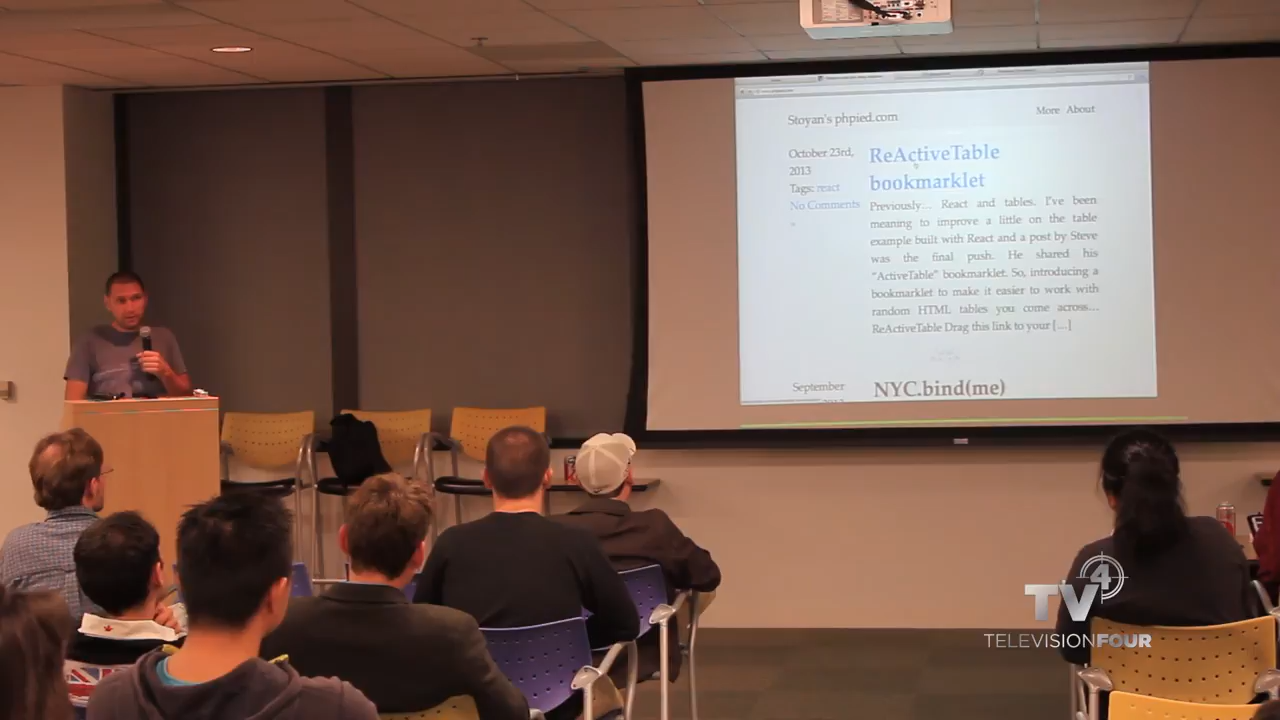 Stoyan's phpied.com
More About
October 23rd,
2013
Tags: react
No Comments
»
ReActiveTable
bookmarklet
Previously... React and tables. I've been
meaning to improve a little on the table
example built with React and a post by Steve
was the final push. He shared his
"ActiveTable" bookmarklet. So, introducing a
bookmarklet to make it easier to work with
random HTML tables you come across...
ReActiveTable Drag this link to your [...]
September
NYC.bind(me)
TV4
TELEVISIONFOUR